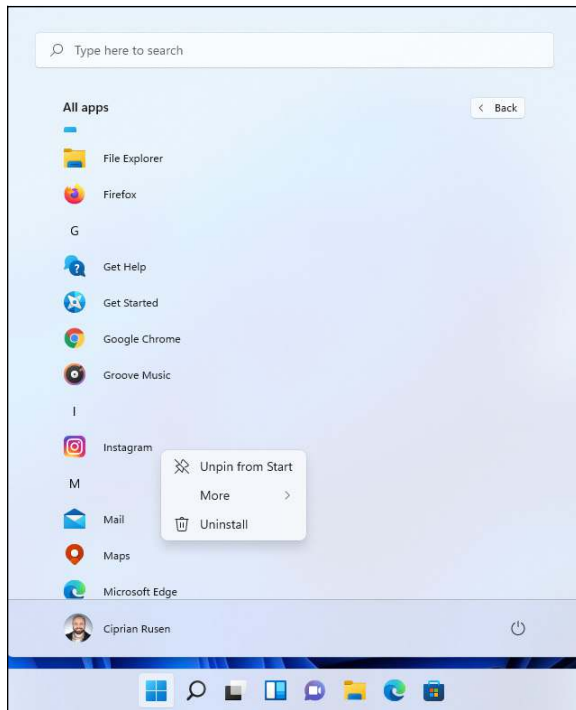 Type here to search
All apps
Back
File Explorer
Firefox
G
Get Help
Get Started
Google Chrome
Groove Music
I
Instagram
Unpin from Start
More
Uninstall
M
Mail
Maps
Microsoft Edge
Ciprian Rusen